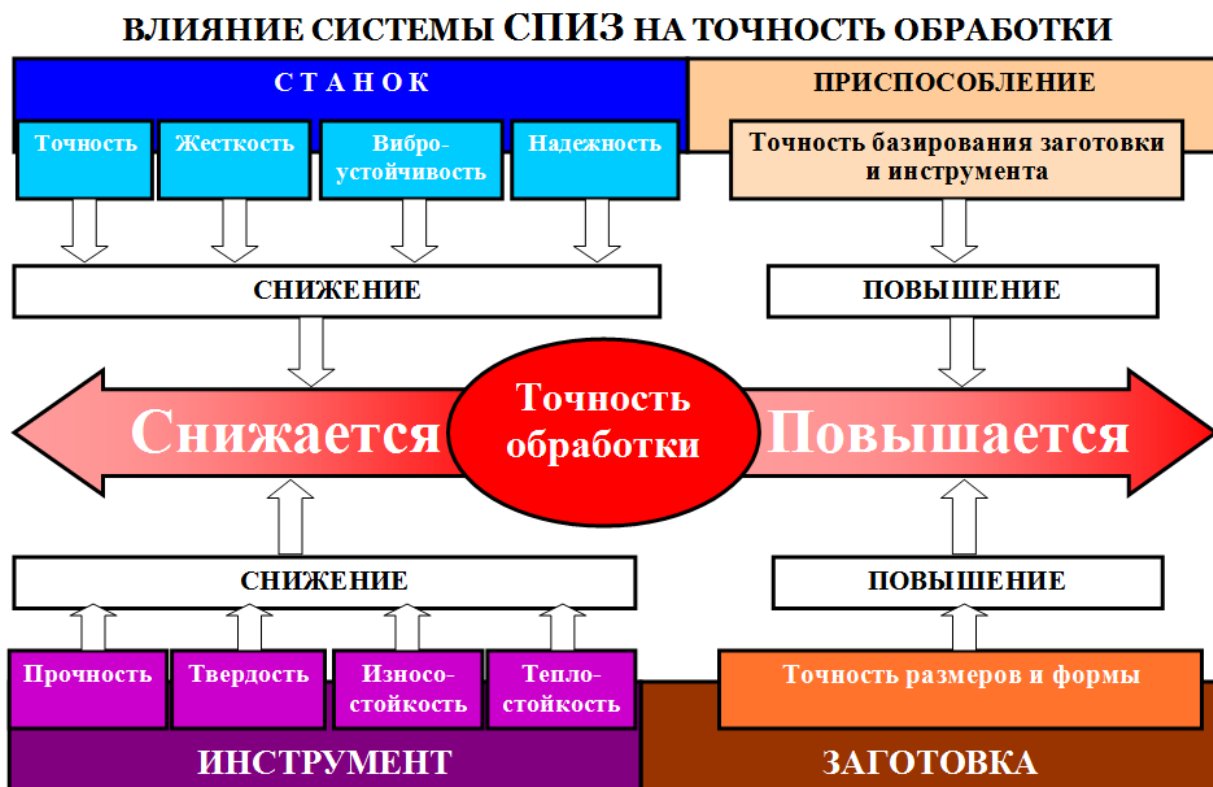 ВЛИЯНИЕ СИСТЕМЫ СПИЗ НА ТОЧНОСТЬ ОБРАБОТКИ
С Т А Н О К
ПРИСПОСОБЛЕНИЕ
Точность
Жесткость
Вибро-
устойчивость
Надежность
Точность базирования заготовки
и инструмента
СНИЖЕНИЕ
ПОВЫШЕНИЕ
Снижается
Точность
обработки
Повышается
СНИЖЕНИЕ
ПОВЫШЕНИЕ
Прочность
Твердость
Износо-
стойкость
Тепло-
стойкость
Точность размеров и формы
ИНСТРУМЕНТ
ЗАГОТОВКА